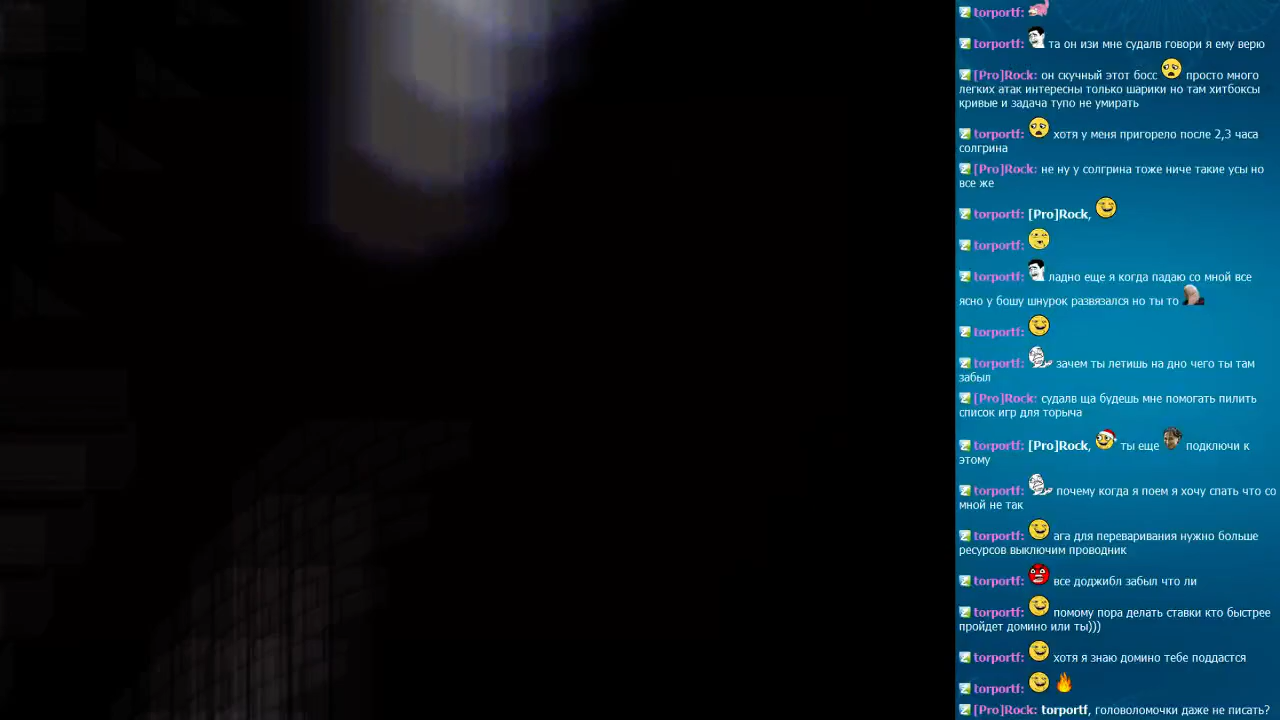 torportf:
torportf: та он изи мне судалв говори я ему верю
[Pro]Rock: он скучный этот босс просто много
легких атак интересны только шарики но там хитбоксы
кривые и задача тупо не умирать
torportf: хотя у меня пригорело после 2,3 часа
солгрина
[Pro]Rock: не ну у солгрина тоже ниче такие усы но
все же
torportf: [Pro]Rock,
torportf:
torportf: ладно еще я когда падаю со мной все
ясно у бошу шнурок развязался но ты то
torportf:
torportf: зачем ты летишь на дно чего ты там
забыл
[Pro]Rock: судалв ща будешь мне помогать пилить
список игр для торыча
torportf: [Pro]Rock, ты еще подключи к
этому
torportf: почему когда я поем я хочу спать что со
мной не так
torportf: ага для переваривания нужно больше
ресурсов выключим проводник
torportf: все доджибл забыл что ли
torportf: помому пора делать ставки кто быстрее
пройдет домино или ты)))
torportf: хотя я знаю домино тебе поддастся
torportf:
[Pro]Rock: torportf, головоломочки даже не писать?